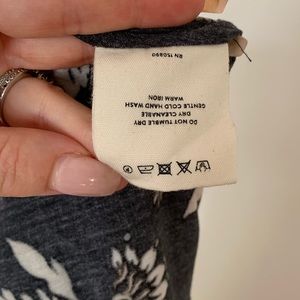 RN 150890
WARM IRON
GENTLE COLD HAND WASH
DRY CLEANABLE
DO NOT TUMBLE DRY